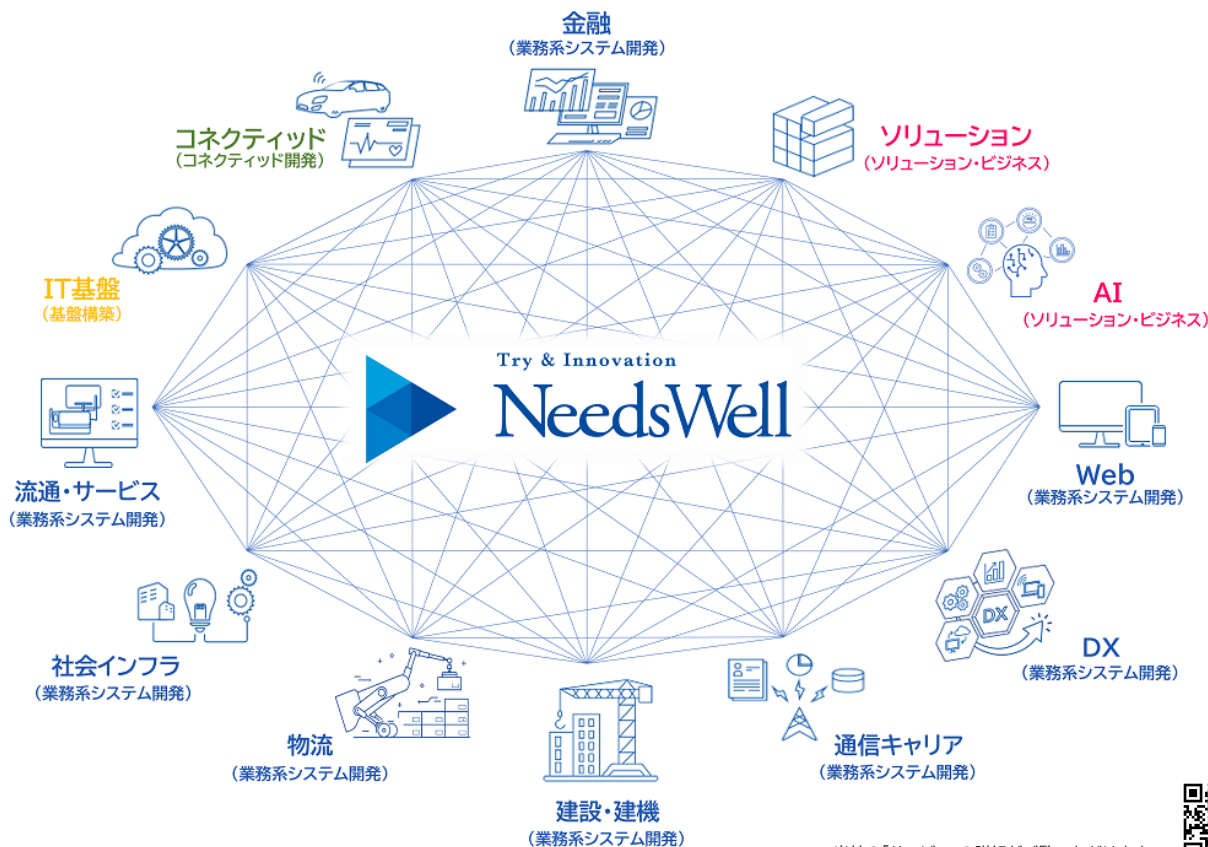 金融
(業務系システム開発)
コネクティッド
(コネクティッド開発)
ソリューション
(ソリューション・ビジネス)
IT基盤
(基盤構築)
AI
(ソリューション・ビジネス)
Try & Innovation
NeedsWell
流通・サービス
(業務系システム開発)
Web
(業務系システム開発)
DX
社会インフラ
(業務系システム開発)
DX
(業務系システム開発)
物流
(業務系システム開発)
通信キャリア
(業務系システム開発)
建設・建機
(業務系システム開発)